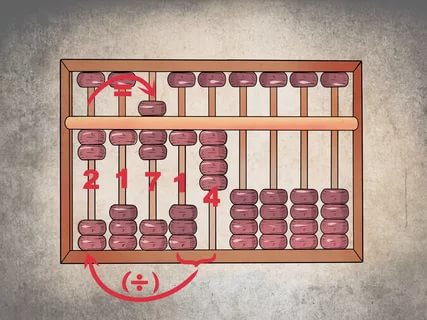 =
2 1 7 1 4
(÷)